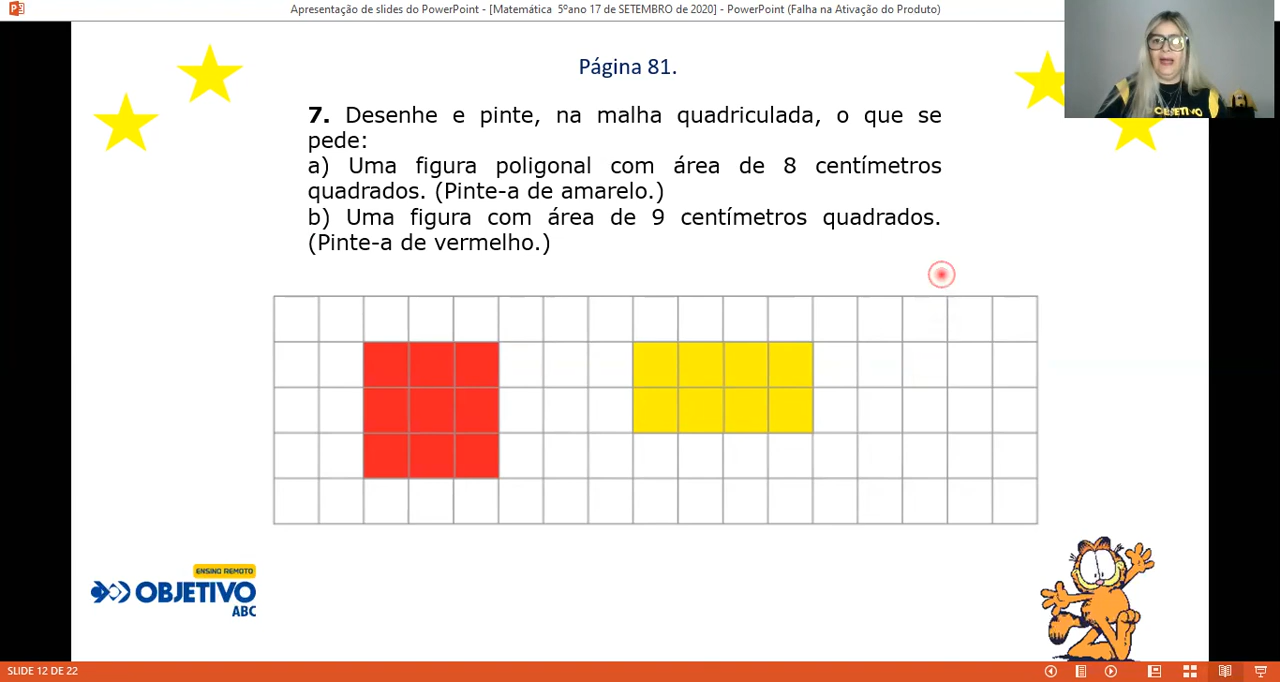 Apresentação de slides do PowerPoint - [Matemática 5ºano 17 de SETEMBRO de 2020] - PowerPoint (Falha na Ativação do Produto)
Página 81.
7. Desenhe e pinte, na malha quadriculada, o que se
pede:
a) Uma figura poligonal com área de 8 centímetros
quadrados. (Pinte-a de amarelo.)
b) Uma figura com área de 9 centímetros quadrados.
(Pinte-a de vermelho.)
OBJETIVO
ENSINO REMOTO
OBJETIVO
ABC
SLIDE 12 DE 22